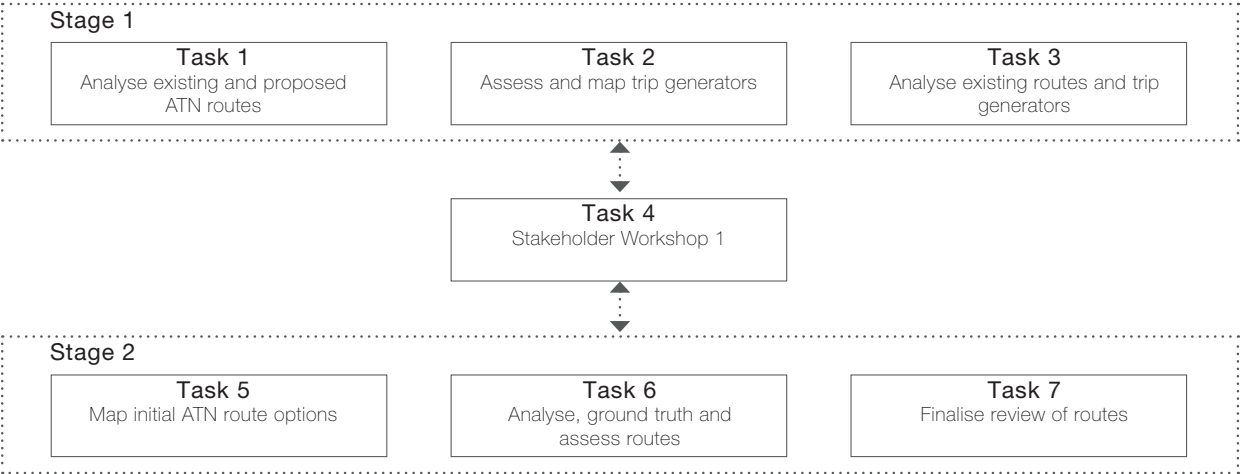 Stage 1
Task 1
Analyse existing and proposed
ATN routes
Task 2
Assess and map trip generators
Task 3
Analyse existing routes and trip
generators
Task 4
Stakeholder Workshop 1
Stage 2
Task 5
Map initial ATN route options
Task 6
Analyse, ground truth and
assess routes
Task 7
Finalise review of routes